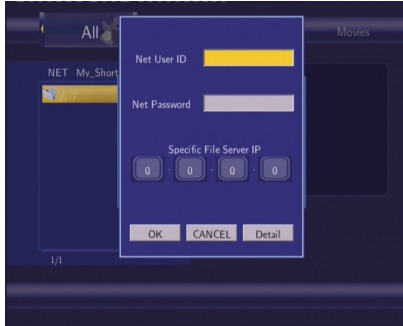 All
Movies
NET My_Short
Net User ID
Net Password
Specific File Server IP
0 . 0 . 0 . 0
OK CANCEL Detail
1/1